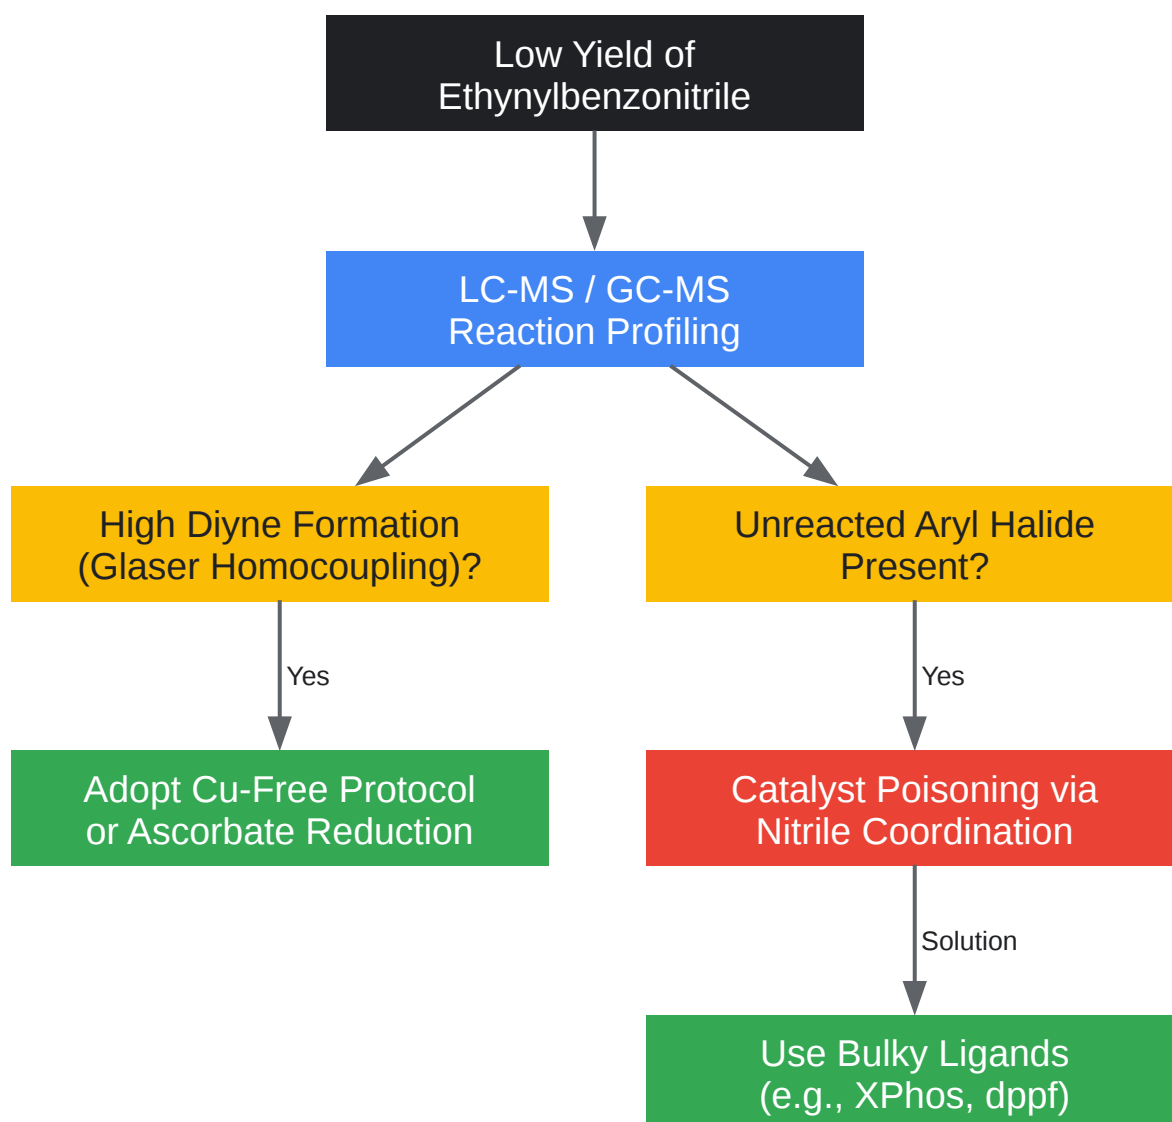 Low Yield of
Ethynylbenzonitrile
LC-MS / GC-MS
Reaction Profiling
High Diyne Formation
(Glaser Homocoupling)?
Unreacted Aryl Halide
Present?
Yes
Yes
Adopt Cu-Free Protocol
or Ascorbate Reduction
Catalyst Poisoning via
Nitrile Coordination
Solution
Use Bulky Ligands
(e.g., XPhos, dppf)